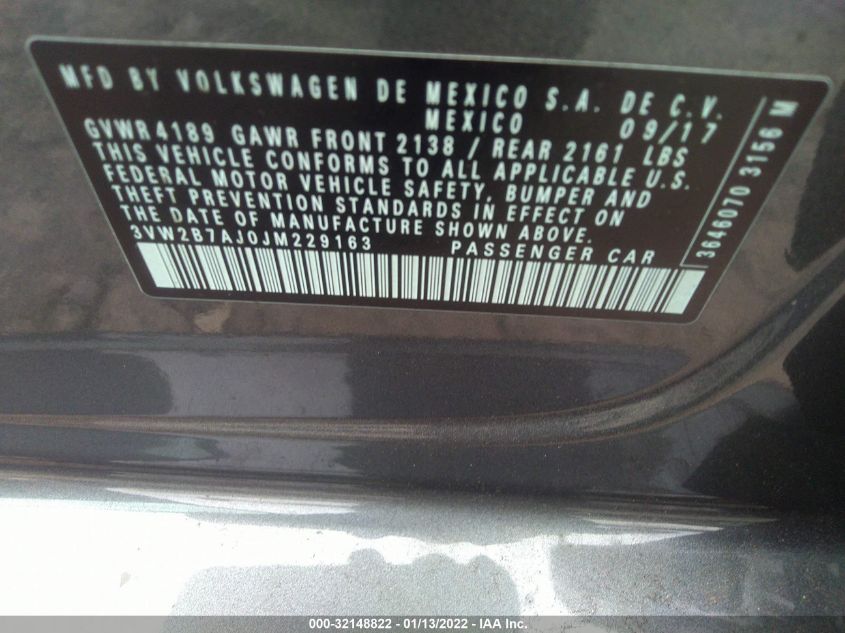 MFD BY VOLKSWAGEN DE MEXICO S.A. DE C.V.
MEXICO 09/17
GVWR 4189 GAWR FRONT 2138 / REAR 2161 LBS
THIS VEHICLE CONFORMS TO ALL APPLICABLE U.S.
FEDERAL MOTOR VEHICLE SAFETY, BUMPER AND
THEFT PREVENTION STANDARDS IN EFFECT ON
THE DATE OF MANUFACTURE SHOWN ABOVE.
3VW2B7AJ0JM229163 PASSENGER CAR
3646070 3156 M
000-32148822 - 01/13/2022 - IAA Inc.